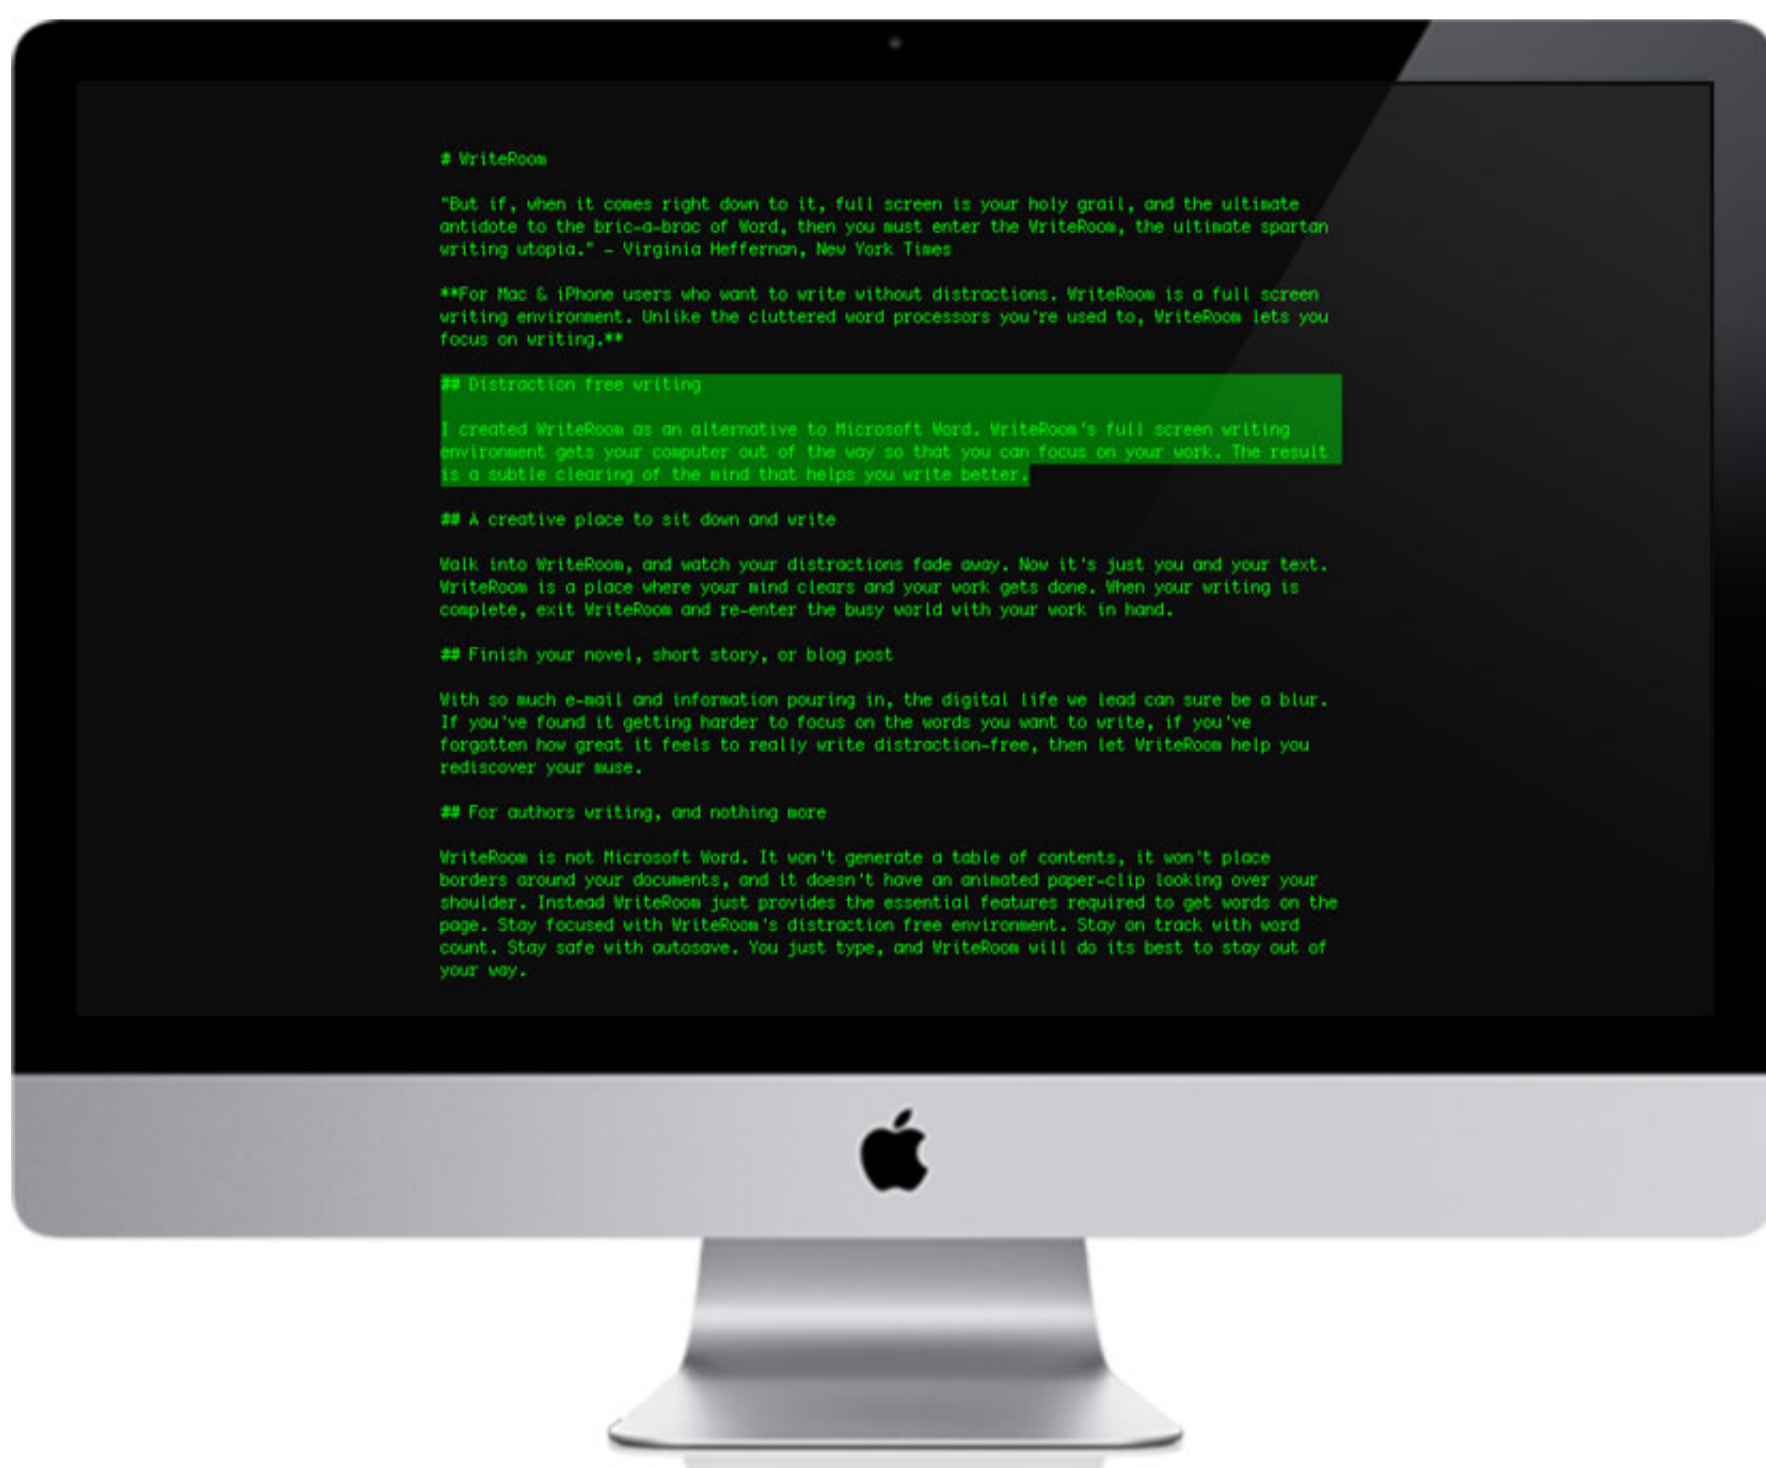 # WriteRoom
"But if, when it comes right down to it, full screen is your holy grail, and the ultimate
antidote to the bric-a-brac of Word, then you must enter the WriteRoom, the ultimate spartan
writing utopia." – Virginia Heffernan, New York Times
**For Mac & iPhone users who want to write without distractions. WriteRoom is a full screen
writing environment. Unlike the cluttered word processors you're used to, WriteRoom lets you
focus on writing.**
## Distraction free writing
I created WriteRoom as an alternative to Microsoft Word. WriteRoom's full screen writing
environment gets your computer out of the way so that you can focus on your work. The result
is a subtle clearing of the mind that helps you write better.
## A creative place to sit down and write
Walk into WriteRoom, and watch your distractions fade away. Now it's just you and your text.
WriteRoom is a place where your mind clears and your work gets done. When your writing is
complete, exit WriteRoom and re-enter the busy world with your work in hand.
## Finish your novel, short story, or blog post
With so much e-mail and information pouring in, the digital life we lead can sure be a blur.
If you've found it getting harder to focus on the words you want to write, if you've
forgotten how great it feels to really write distraction-free, then let WriteRoom help you
rediscover your muse.
## For authors writing, and nothing more
WriteRoom is not Microsoft Word. It won't generate a table of contents, it won't place
borders around your documents, and it doesn't have an animated paper-clip looking over your
shoulder. Instead WriteRoom just provides the essential features required to get words on the
page. Stay focused with WriteRoom's distraction free environment. Stay on track with word
count. Stay safe with autosave. You just type, and WriteRoom will do its best to stay out of
your way.